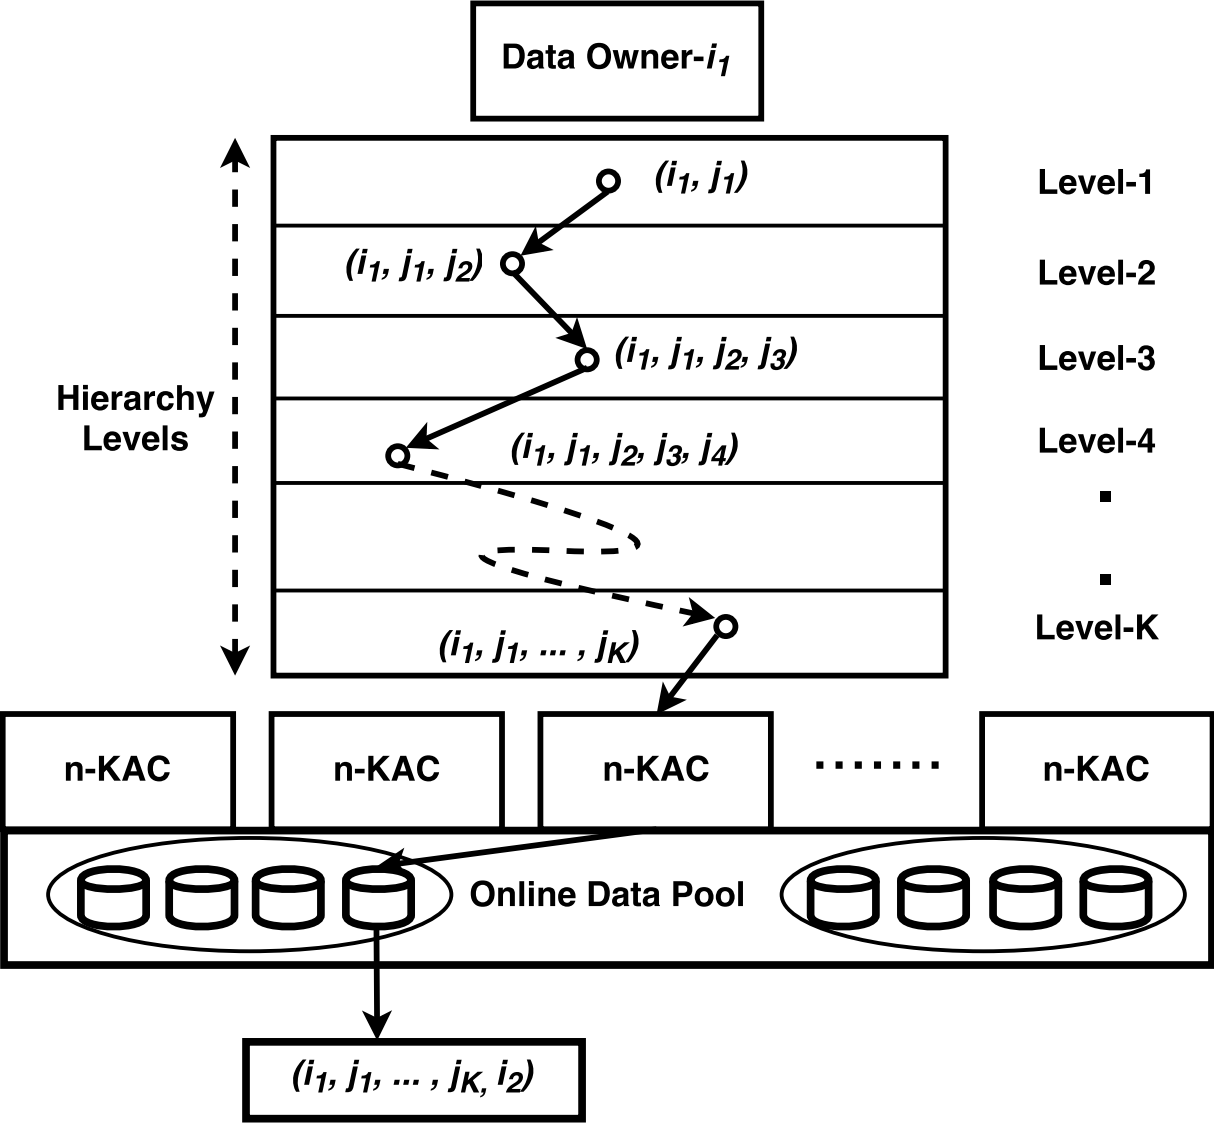 Data Owner-i1
(i1, j1)
Level-1
(i1, j1, j2)
Level-2
(i1, j1, j2, j3)
Level-3
Hierarchy
Levels
(i1, j1, j2, j3, j4)
Level-4
(i1, j1, ... , jK)
Level-K
n-KAC
n-KAC
n-KAC
.......
n-KAC
Online Data Pool
(i1, j1, ... , jK, i2)